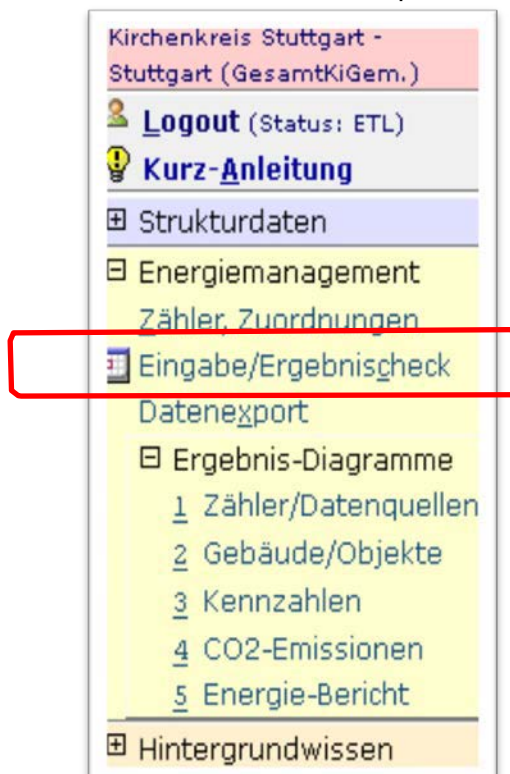 Kirchenkreis Stuttgart -
Stuttgart (GesamtKiGem.)
Logout (Status: ETL)
Kurz-Anleitung
Strukturdaten
Energiemanagement
Zähler, Zuordnungen
Eingabe/Ergebnischeck
Datenexport
Ergebnis-Diagramme
1 Zähler/Datenquellen
2 Gebäude/Objekte
3 Kennzahlen
4 CO2-Emissionen
5 Energie-Bericht
Hintergrundwissen